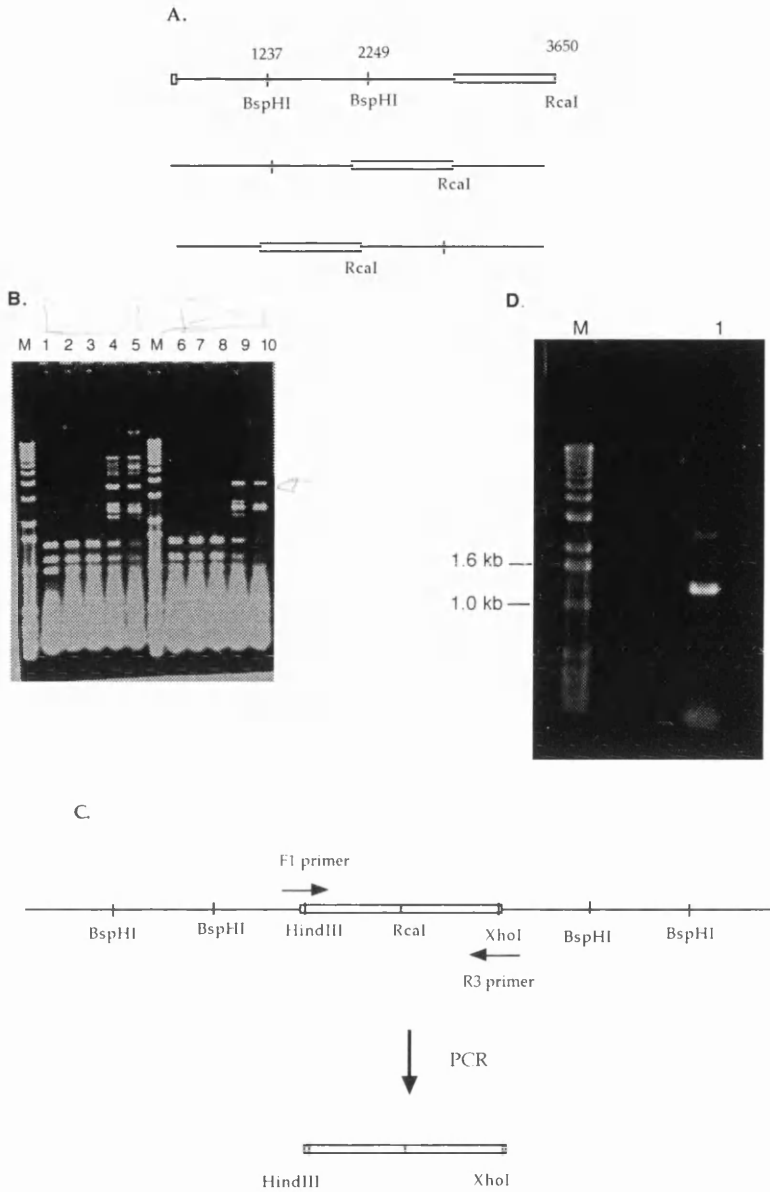 A.
1237 2249 3650
BspHI BspHI RcaI
RcaI
RcaI
B.
M 1 2 3 4 5 M 6 7 8 9 10
D.
M 1
1.6 kb
1.0 kb
C.
F1 primer
BspHI BspHI HindIII RcaI XhoI BspHI BspHI
R3 primer
PCR
HindIII XhoI